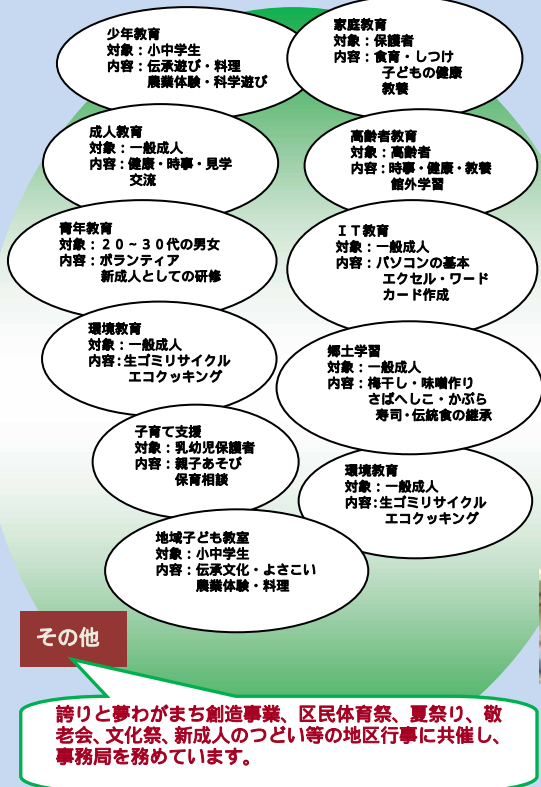 少年教育
対象：小中学生
内容：伝承遊び・料理
農業体験・科学遊び
家庭教育
対象：保護者
内容：食育・しつけ
子どもの健康
教養
成人教育
対象：一般成人
内容：健康・時事・見学
交流
高齢者教育
対象：高齢者
内容：時事・健康・教養
館外学習
青年教育
対象：２０～３０代の男女
内容：ボランティア
新成人としての研修
ＩＴ教育
対象：一般成人
内容：パソコンの基本
エクセル・ワード
カード作成
環境教育
対象：一般成人
内容：生ゴミリサイクル
エコクッキング
郷土学習
対象：一般成人
内容：梅干し・味噌作り
さばへしこ・かぶら
寿司・伝統食の継承
子育て支援
対象：乳幼児保護者
内容：親子あそび
保育相談
環境教育
対象：一般成人
内容：生ゴミリサイクル
エコクッキング
地域子ども教室
対象：小中学生
内容：伝承文化・よさこい
農業体験・料理
その他
誇りと夢わがまち創造事業、区民体育祭、夏祭り、敬
老会、文化祭、新成人のつどい等の地区行事に共催し、
事務局を務めています。